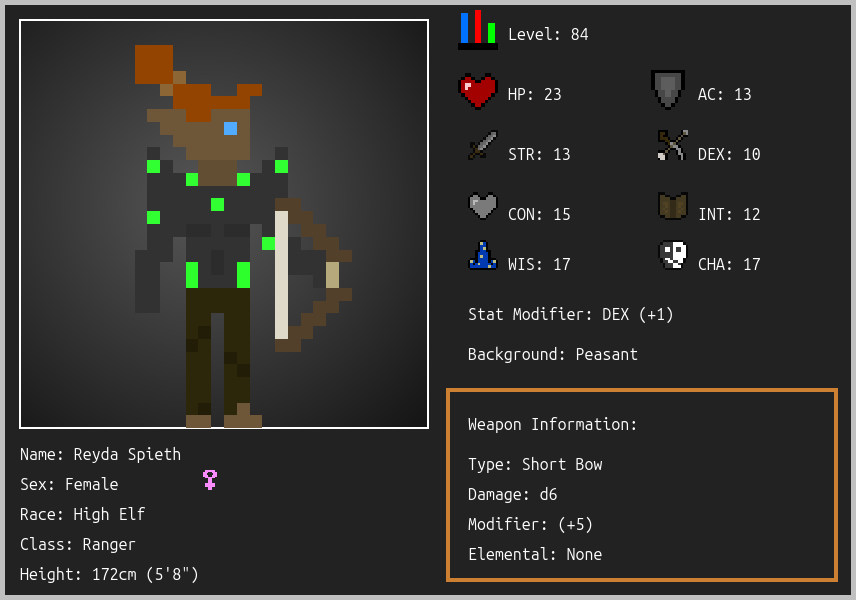 Level: 84
HP: 23
AC: 13
STR: 13
DEX: 10
CON: 15
INT: 12
WIS: 17
CHA: 17
Stat Modifier: DEX (+1)
Background: Peasant
Weapon Information:
Type: Short Bow
Damage: d6
Modifier: (+5)
Elemental: None
Name: Reyda Spieth
Sex: Female
Race: High Elf
Class: Ranger
Height: 172cm (5'8")